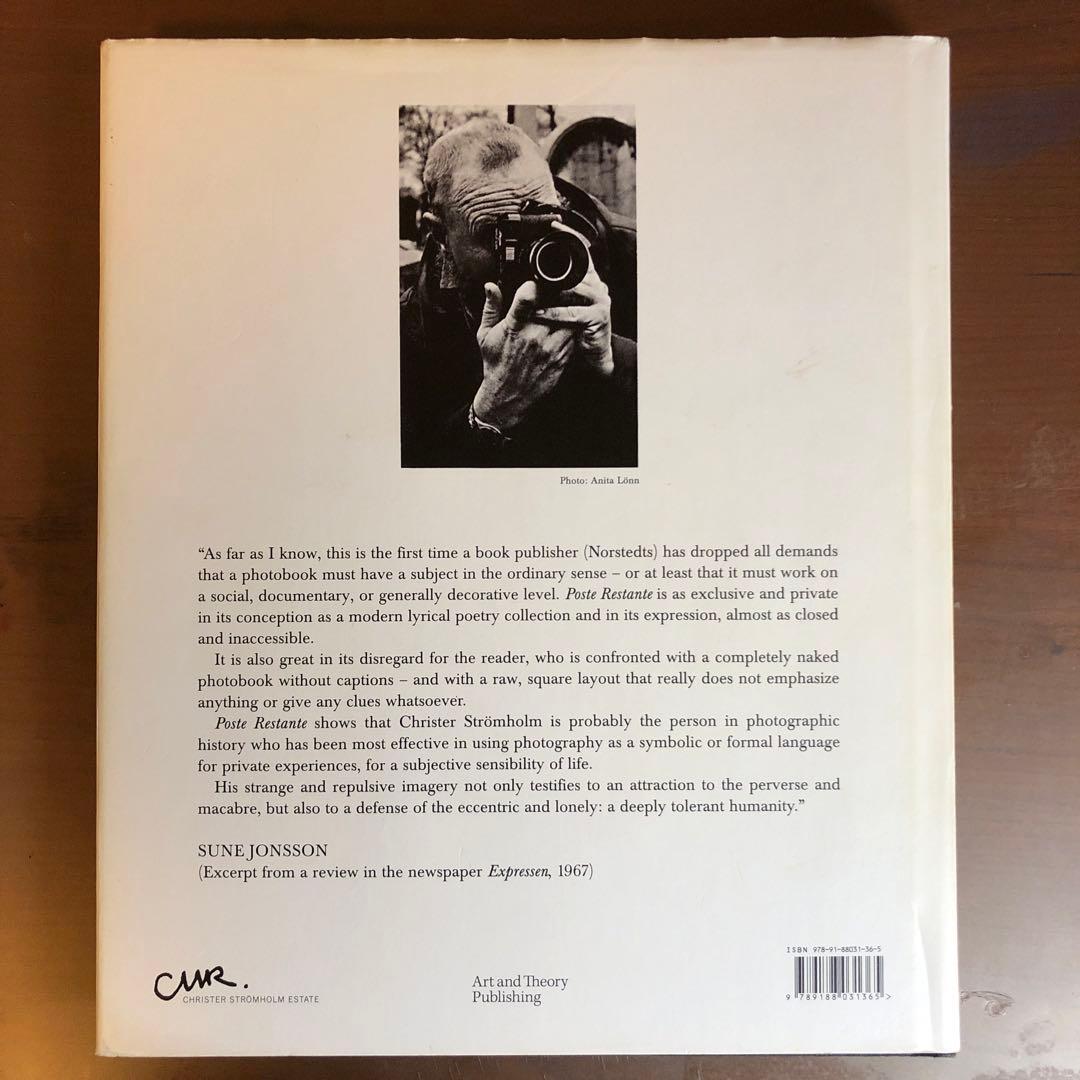 Photo: Anita Lönn
“As far as I know, this is the first time a book publisher (Norstedts) has dropped all demands
that a photobook must have a subject in the ordinary sense – or at least that it must work on
a social, documentary, or generally decorative level. Poste Restante is as exclusive and private
in its conception as a modern lyrical poetry collection and in its expression, almost as closed
and inaccessible.
It is also great in its disregard for the reader, who is confronted with a completely naked
photobook without captions – and with a raw, square layout that really does not emphasize
anything or give any clues whatsoever.
Poste Restante shows that Christer Strömholm is probably the person in photographic
history who has been most effective in using photography as a symbolic or formal language
for private experiences, for a subjective sensibility of life.
His strange and repulsive imagery not only testifies to an attraction to the perverse and
macabre, but also to a defense of the eccentric and lonely: a deeply tolerant humanity.”
SUNE JONSSON
(Excerpt from a review in the newspaper Expressen, 1967)
CHRISTER STRÖMHOLM ESTATE
Art and Theory
Publishing
ISBN 978-91-88031-36-5
9 789188 031365 >